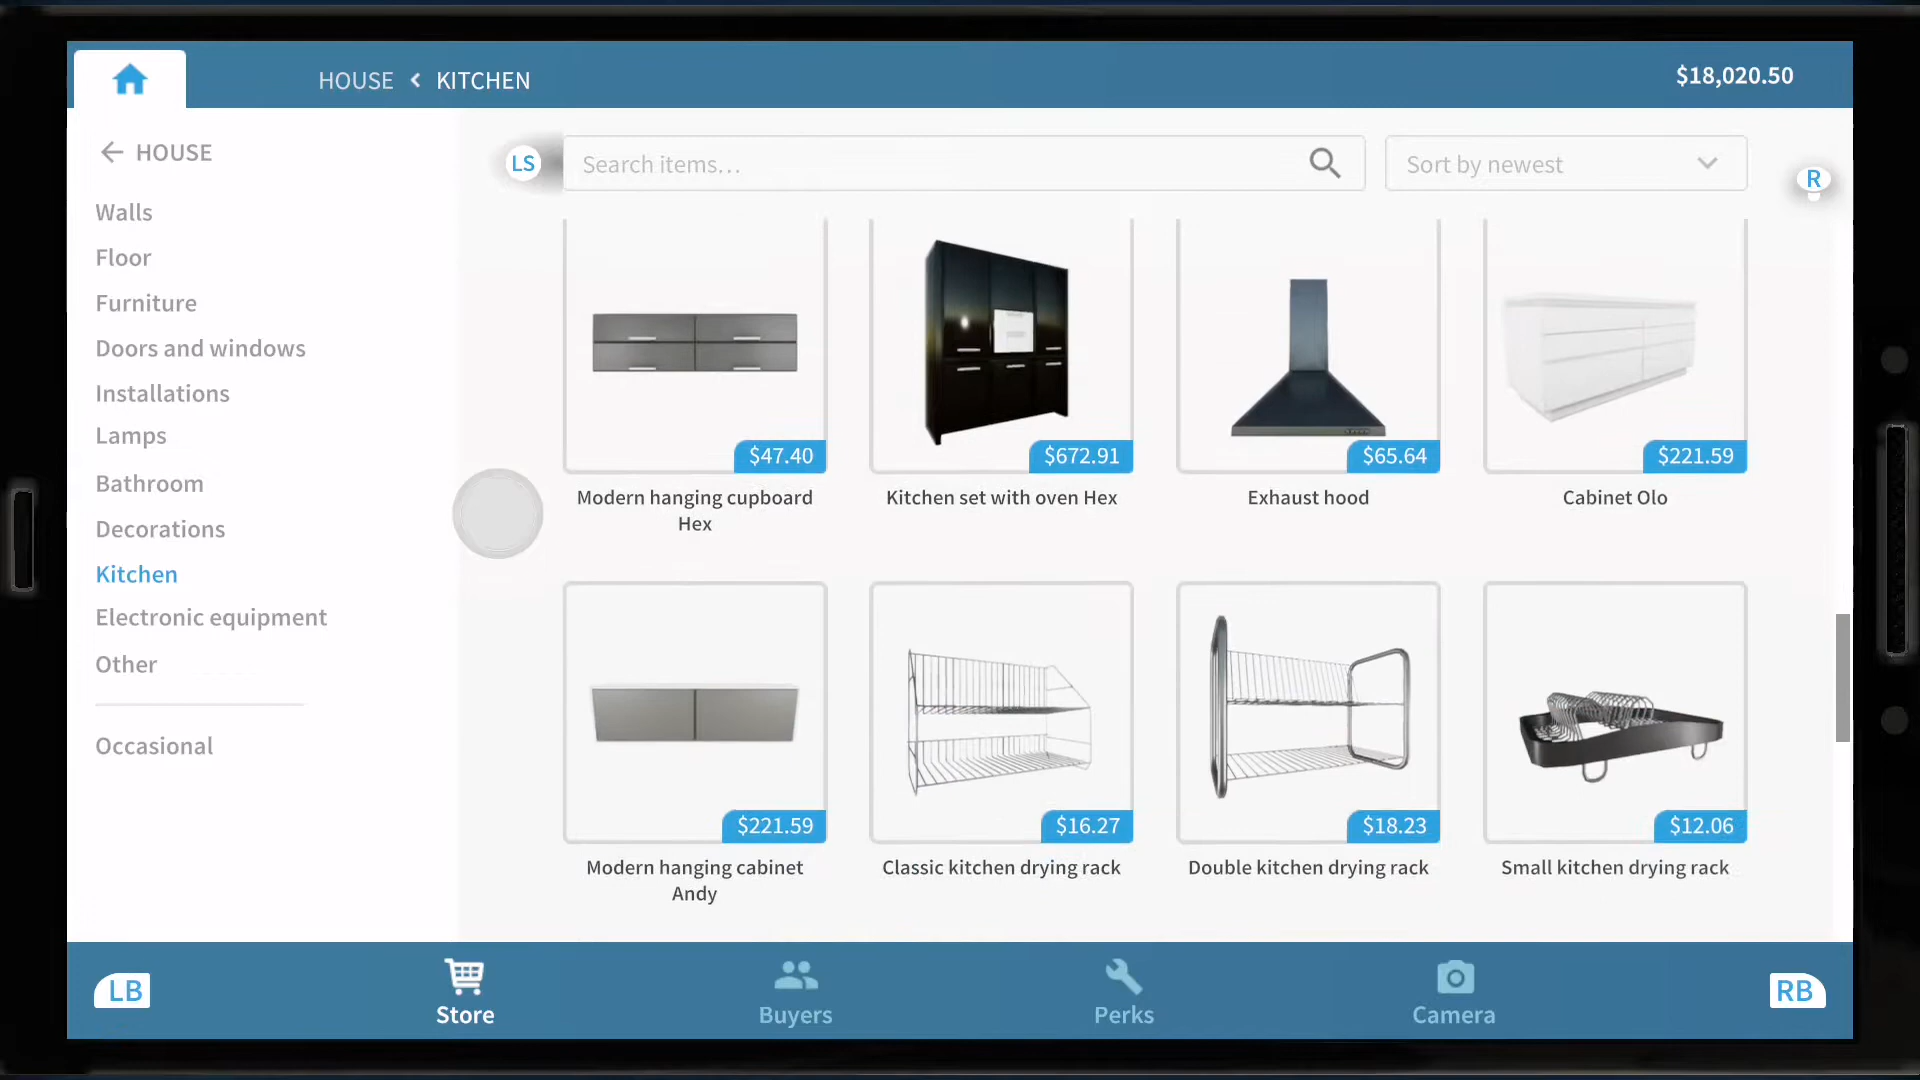 HOUSE < KITCHEN
$18,020.50
HOUSE
Walls
Floor
Furniture
Doors and windows
Installations
Lamps
Bathroom
Decorations
Kitchen
Electronic equipment
Other
Occasional
LS
Search items...
Sort by newest
R
$47.40
$672.91
$65.64
$221.59
Modern hanging cupboard
Hex
Kitchen set with oven Hex
Exhaust hood
Cabinet Olo
$221.59
$16.27
$18.23
$12.06
Modern hanging cabinet
Andy
Classic kitchen drying rack
Double kitchen drying rack
Small kitchen drying rack
LB
Store
Buyers
Perks
Camera
RB